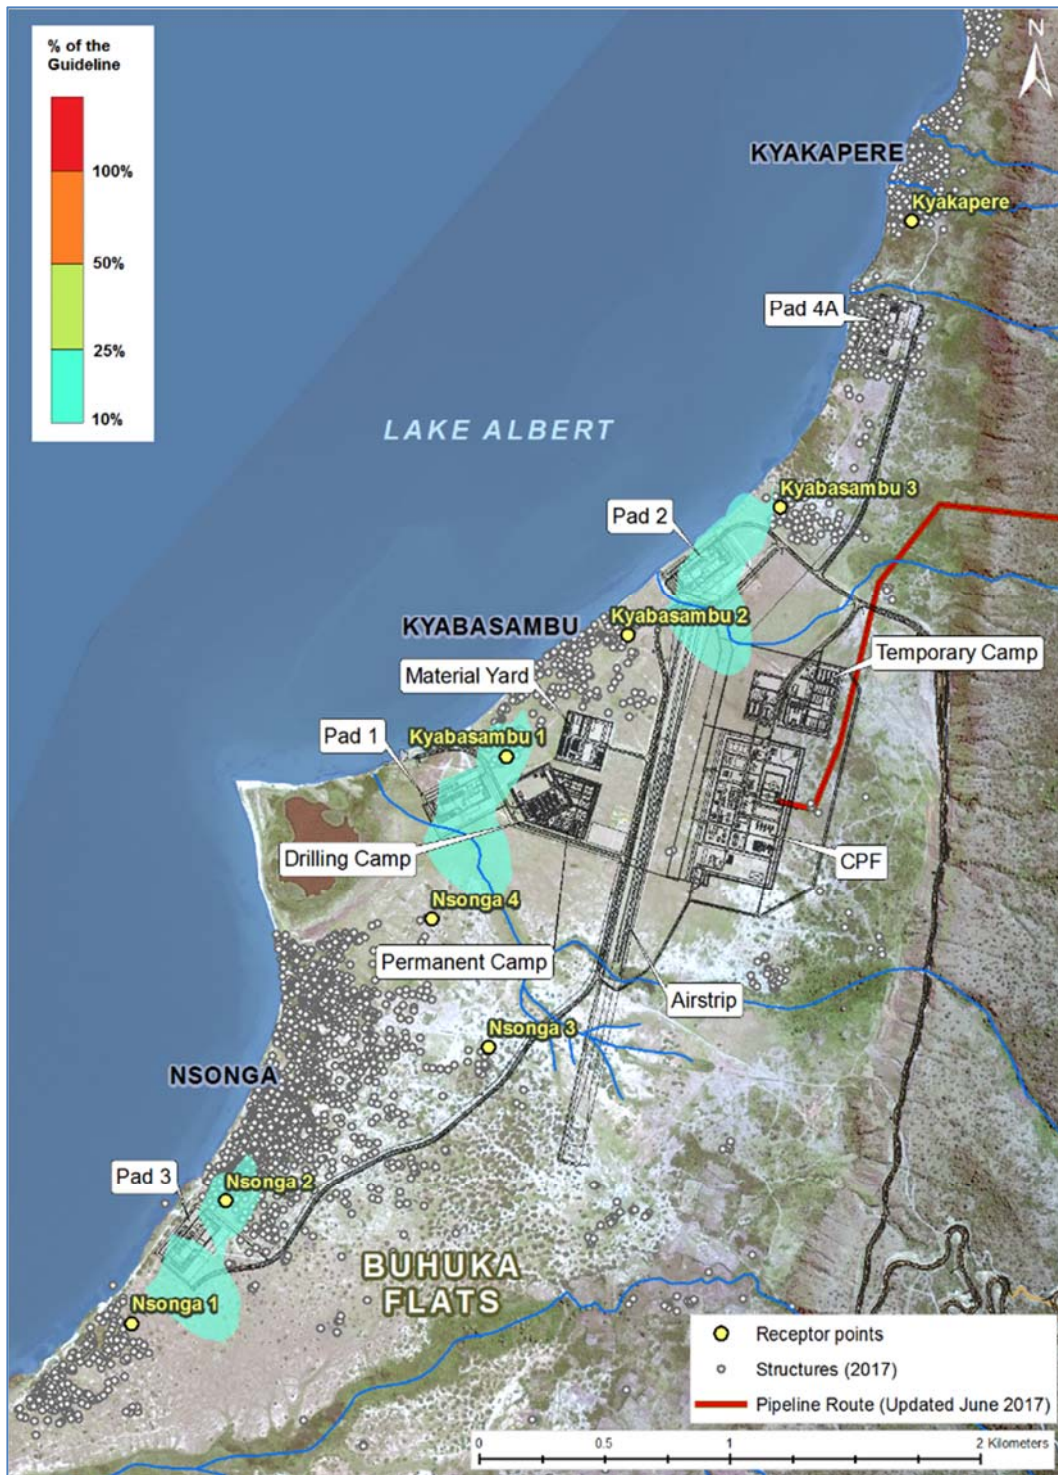 % of the
Guideline
100%
50%
25%
10%
N
KYAKAPERE
Kyakapere
Pad 4A
LAKE ALBERT
Kyabasambu 3
Pad 2
Kyabasambu 2
KYABASAMBU
Temporary Camp
Material Yard
Pad 1
Kyabasambu 1
Drilling Camp
CPF
Nsonga 4
Permanent Camp
Airstrip
Nsonga 3
NSONGA
Pad 3
Nsonga 2
BUHUKA
FLATS
Nsonga 1
Receptor points
Structures (2017)
Pipeline Route (Updated June 2017)
0 0.5 1 2 Kilometers